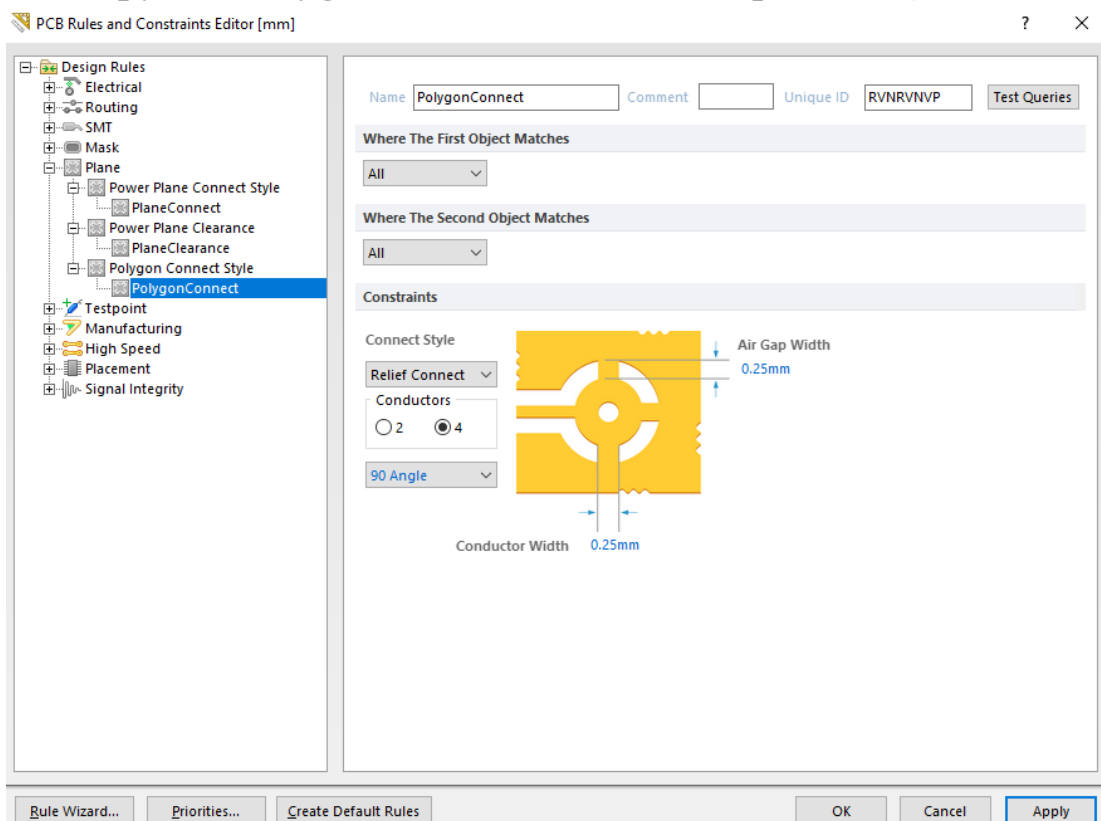 PCB Rules and Constraints Editor [mm]
?
Design Rules
Electrical
Routing
SMT
Mask
Plane
Power Plane Connect Style
PlaneConnect
Power Plane Clearance
PlaneClearance
Polygon Connect Style
PolygonConnect
Testpoint
Manufacturing
High Speed
Placement
Signal Integrity
Name PolygonConnect Comment Unique ID RVNRVNVP Test Queries
Where The First Object Matches
All
Where The Second Object Matches
All
Constraints
Connect Style
Relief Connect
Conductors
2 4
90 Angle
Air Gap Width
0.25mm
Conductor Width 0.25mm
Rule Wizard... Priorities... Create Default Rules OK Cancel Apply